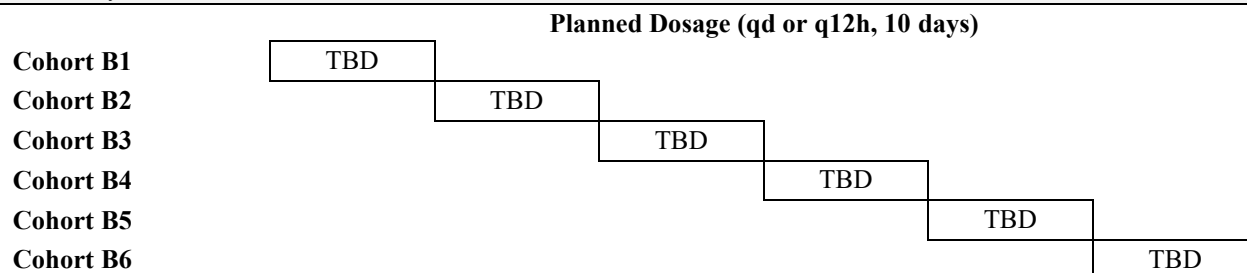 Planned Dosage (qd or q12h, 10 days)
Cohort B1 TBD
Cohort B2 TBD
Cohort B3 TBD
Cohort B4 TBD
Cohort B5 TBD
Cohort B6 TBD